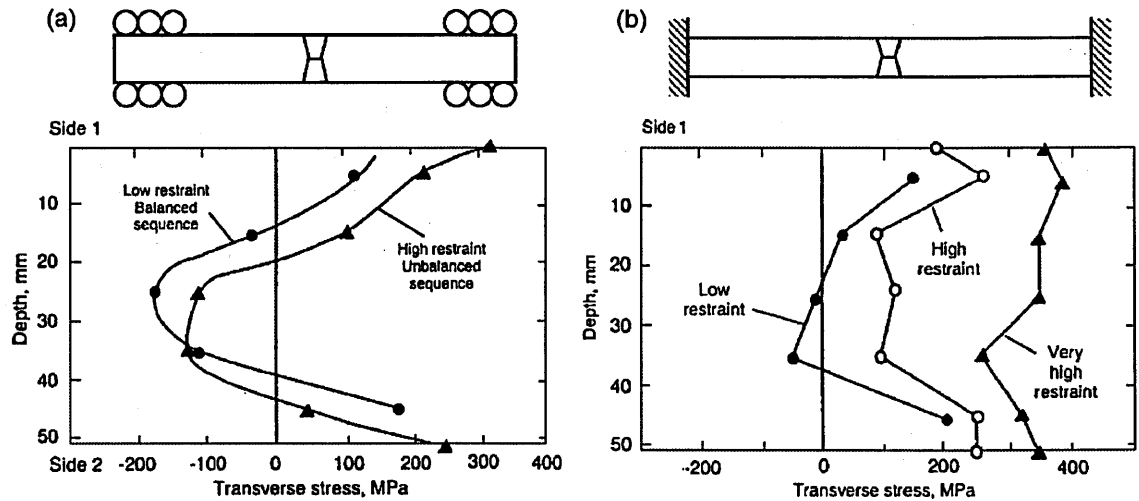 (a)
Side 1
10
20
30
40
50
Depth, mm
Low restraint
Balanced
sequence
High restraint
Unbalanced
sequence
Side 2
-200
-100
0
100
200
300
400
Transverse stress, MPa
(b)
Side 1
10
20
30
40
50
Depth, mm
Low
restraint
High
restraint
Very
high
restraint
-200
0
200
400
Transverse stress, MPa